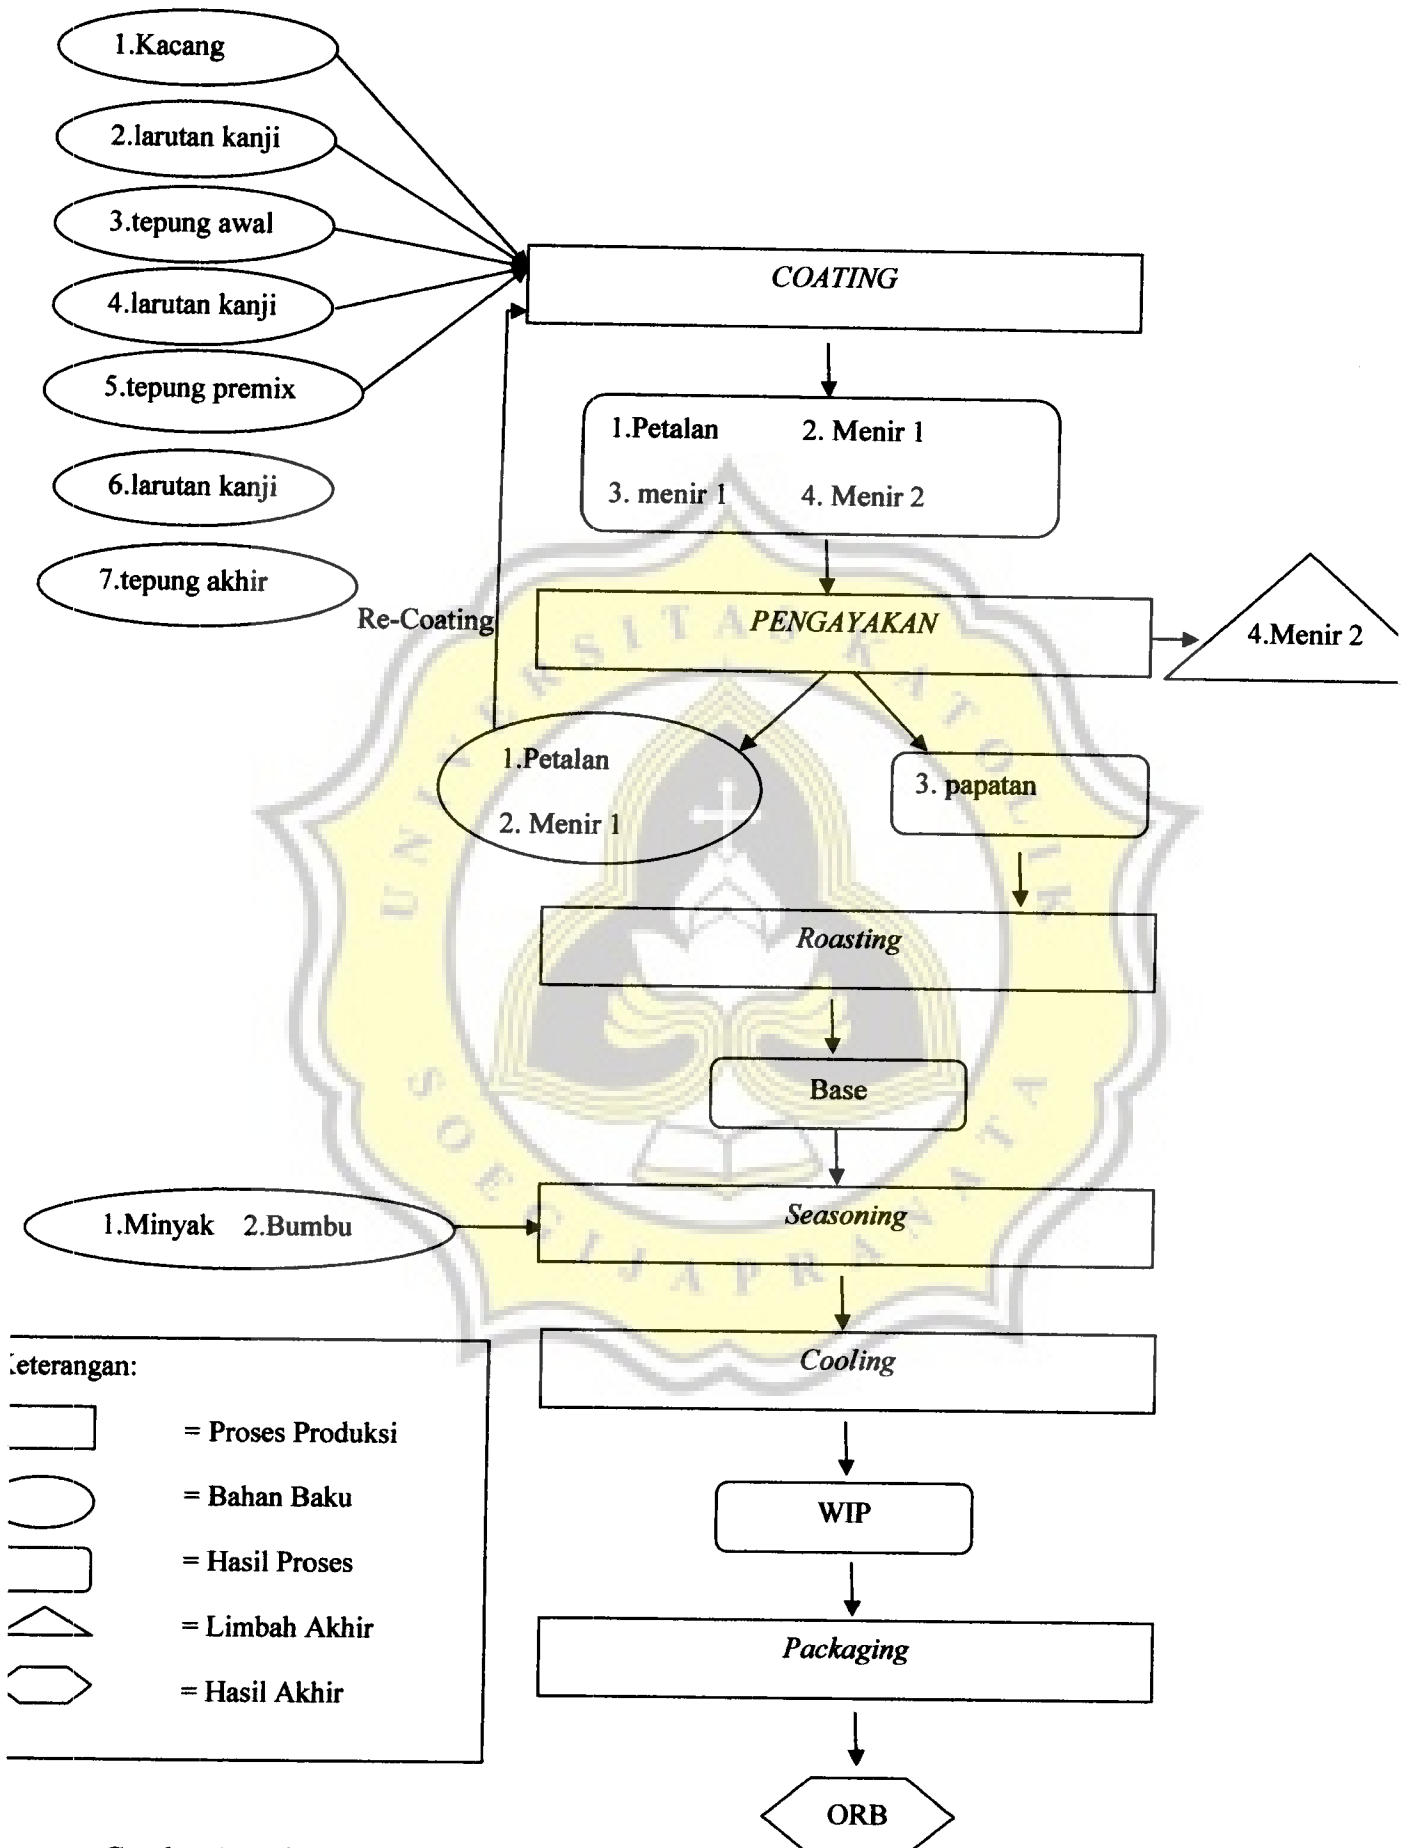 1.Kacang
2.larutan kanji
3.tepung awal
4.larutan kanji
5.tepung premix
6.larutan kanji
7.tepung akhir
COATING
1.Petalan 2. Menir 1
3. menir 1 4. Menir 2
Re-Coating
PENGAYAKAN
4.Menir 2
1.Petalan
2. Menir 1
3. papatan
Roasting
Base
1.Minyak 2.Bumbu
Seasoning
Cooling
WIP
Packaging
ORB
eterangan:
= Proses Produksi
= Bahan Baku
= Hasil Proses
= Limbah Akhir
= Hasil Akhir
UNIVERSITAS KATOLIK
SOEGIJAPRANATA